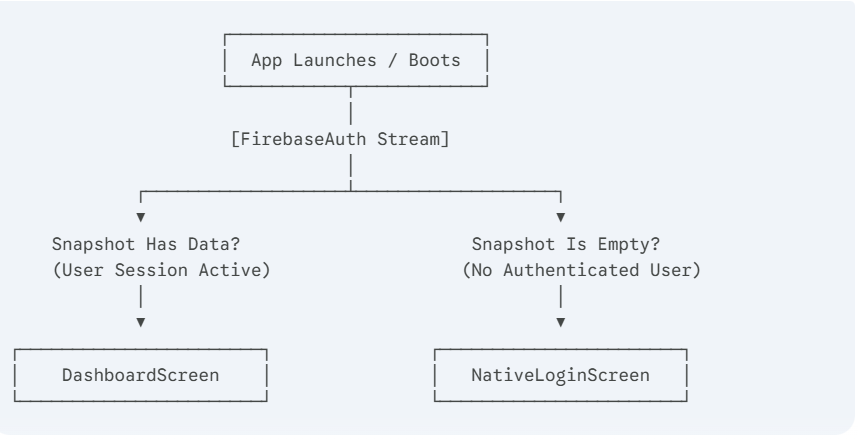 App Launches / Boots
[FirebaseAuth Stream]
Snapshot Has Data?
(User Session Active)
Snapshot Is Empty?
(No Authenticated User)
DashboardScreen
NativeLoginScreen